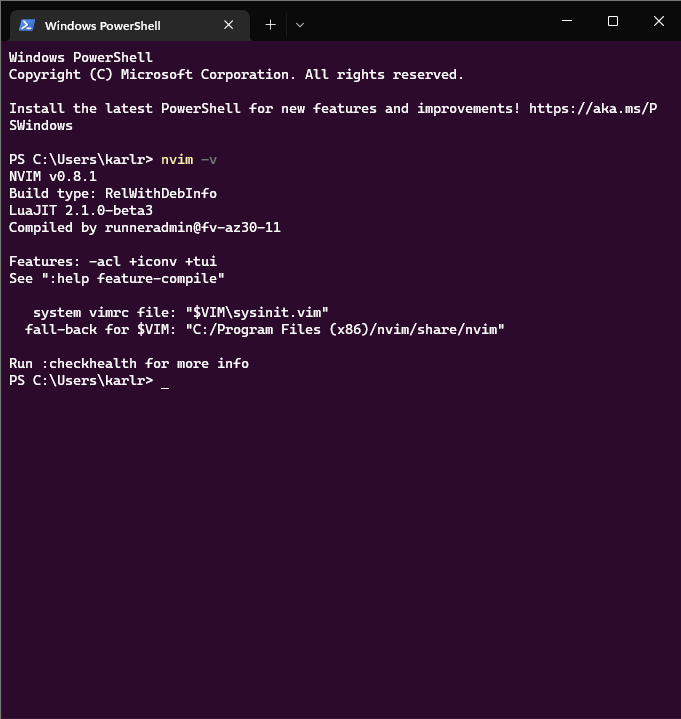 Windows PowerShell
Windows PowerShell
Copyright (C) Microsoft Corporation. All rights reserved.
Install the latest PowerShell for new features and improvements! https://aka.ms/P
SWindows
PS C:\Users\karlr> nvim -v
NVIM v0.8.1
Build type: RelWithDebInfo
LuaJIT 2.1.0-beta3
Compiled by runneradmin@fv-az30-11
Features: -acl +iconv +tui
See ":help feature-compile"
system vimrc file: "$VIM\sysinit.vim"
fall-back for $VIM: "C:/Program Files (x86)/nvim/share/nvim"
Run :checkhealth for more info
PS C:\Users\karlr> _